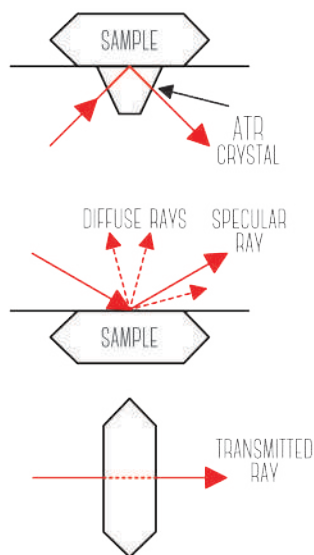 SAMPLE
ATR
CRYSTAL
DIFFUSE RAYS
SPECULAR
RAY
SAMPLE
TRANSMITTED
RAY